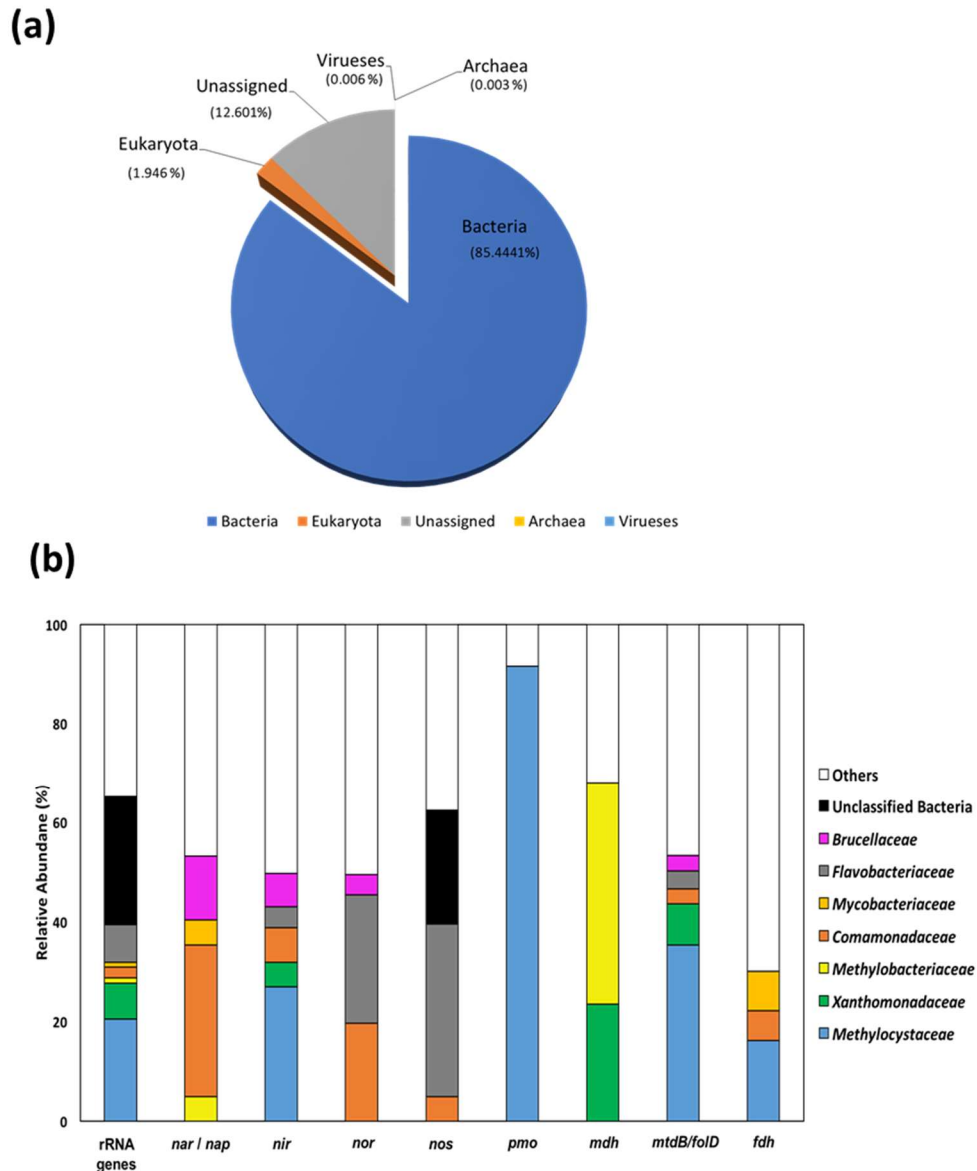 (a)
Virueses
(0.006 %)
Archaea
(0.003 %)
Unassigned
(12.601%)
Eukaryota
(1.946 %)
Bacteria
(85.4441%)
Bacteria Eukaryota Unassigned Archaea Virueses
(b)
Relative Abundane (%)
100
80
60
40
20
0
rRNA genes
nar / nap
nir
nor
nos
pmo
mdh
mtdB/folD
fdh
Others
Unclassified Bacteria
Brucellaceae
Flavobacteriaceae
Mycobacteriaceae
Comamonadaceae
Methylobacteriaceae
Xanthomonadaceae
Methylocystaceae